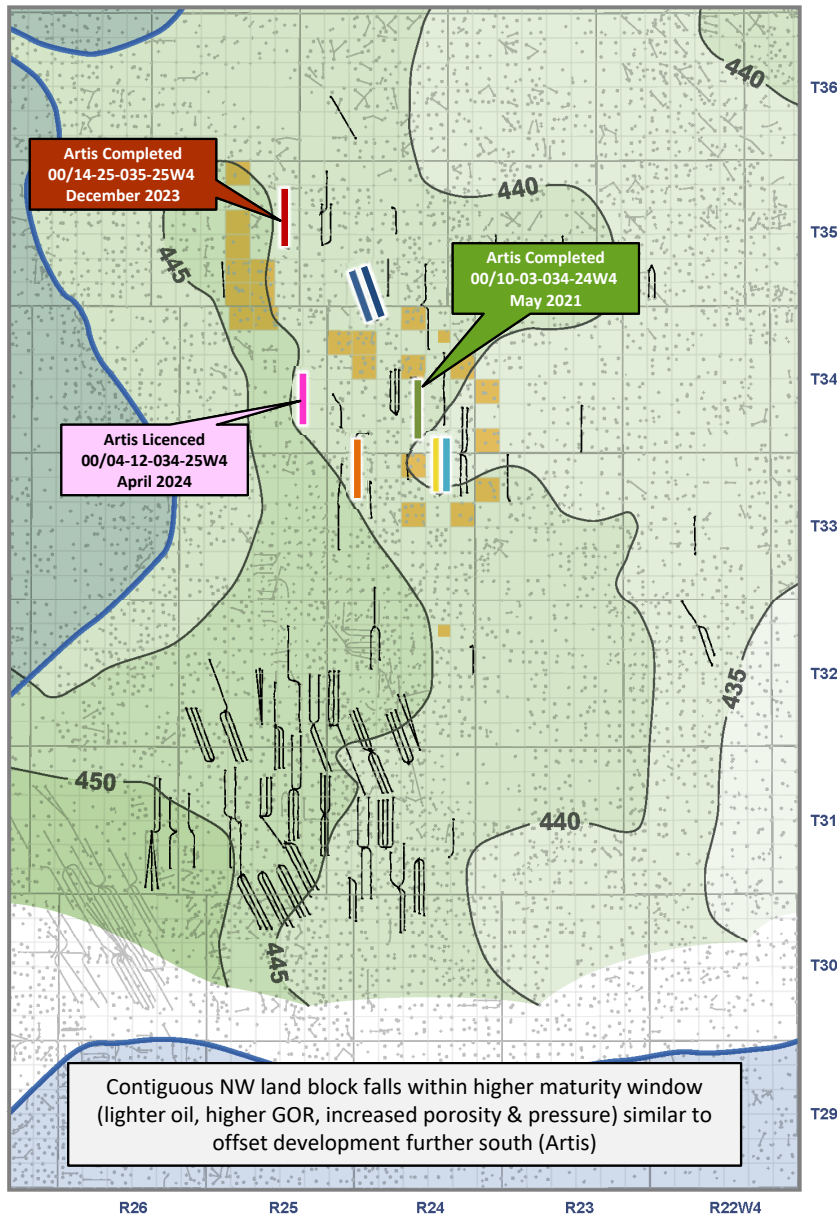 440
T36
Artis Completed
00/14-25-035-25W4
December 2023
440
T35
445
Artis Completed
00/10-03-034-24W4
May 2021
T34
Artis Licenced
00/04-12-034-25W4
April 2024
T33
T32
435
450
440
T31
445
T30
Contiguous NW land block falls within higher maturity window
(lighter oil, higher GOR, increased porosity & pressure) similar to
offset development further south (Artis)
T29
R26
R25
R24
R23
R22W4